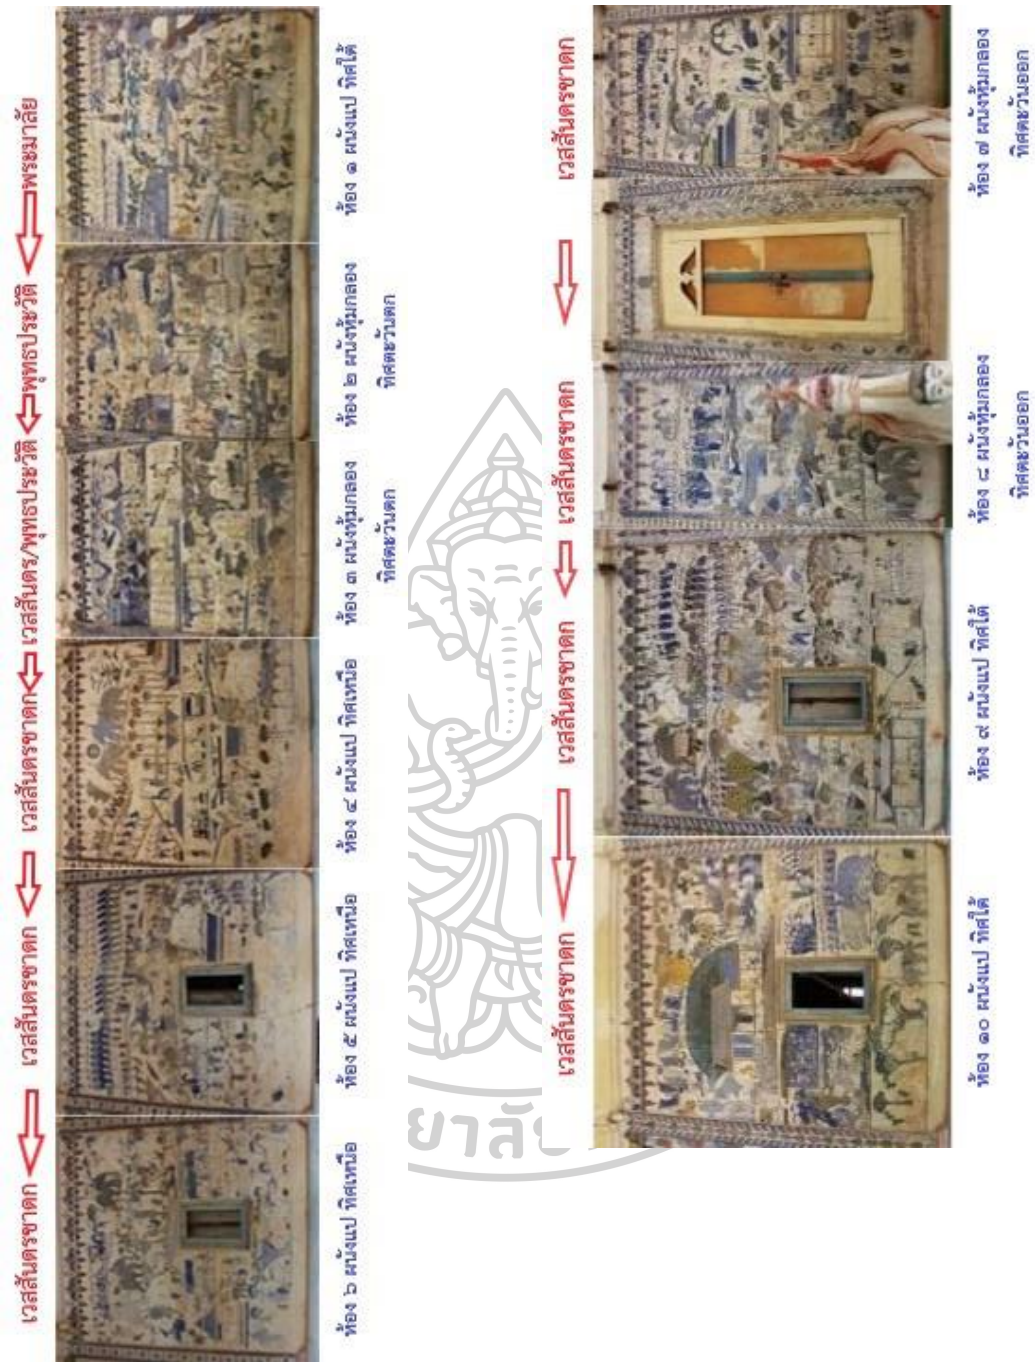 เวสสันดรชาดก เวสสันดรชาดก เวสสันดรชาดก เวสสันดร/พุทธประวัติ พุทธประวัติ พระมาลัย
ห้อง ๖ ผนังแป ทิศเหนือ
ห้อง ๕ ผนังแป ทิศเหนือ
ห้อง ๔ ผนังแป ทิศเหนือ
ห้อง ๓ ผนังหุ้มกลอง
ทิศตะวันตก
ห้อง ๒ ผนังหุ้มกลอง
ทิศตะวันตก
ห้อง ๑ ผนังแป ทิศใต้
เวสสันดรชาดก เวสสันดรชาดก เวสสันดรชาดก เวสสันดรชาดก
ห้อง ๑๐ ผนังแป ทิศใต้
ห้อง ๙ ผนังแป ทิศใต้
ห้อง ๘ ผนังหุ้มกลอง
ทิศตะวันออก
ห้อง ๗ ผนังหุ้มกลอง
ทิศตะวันออก